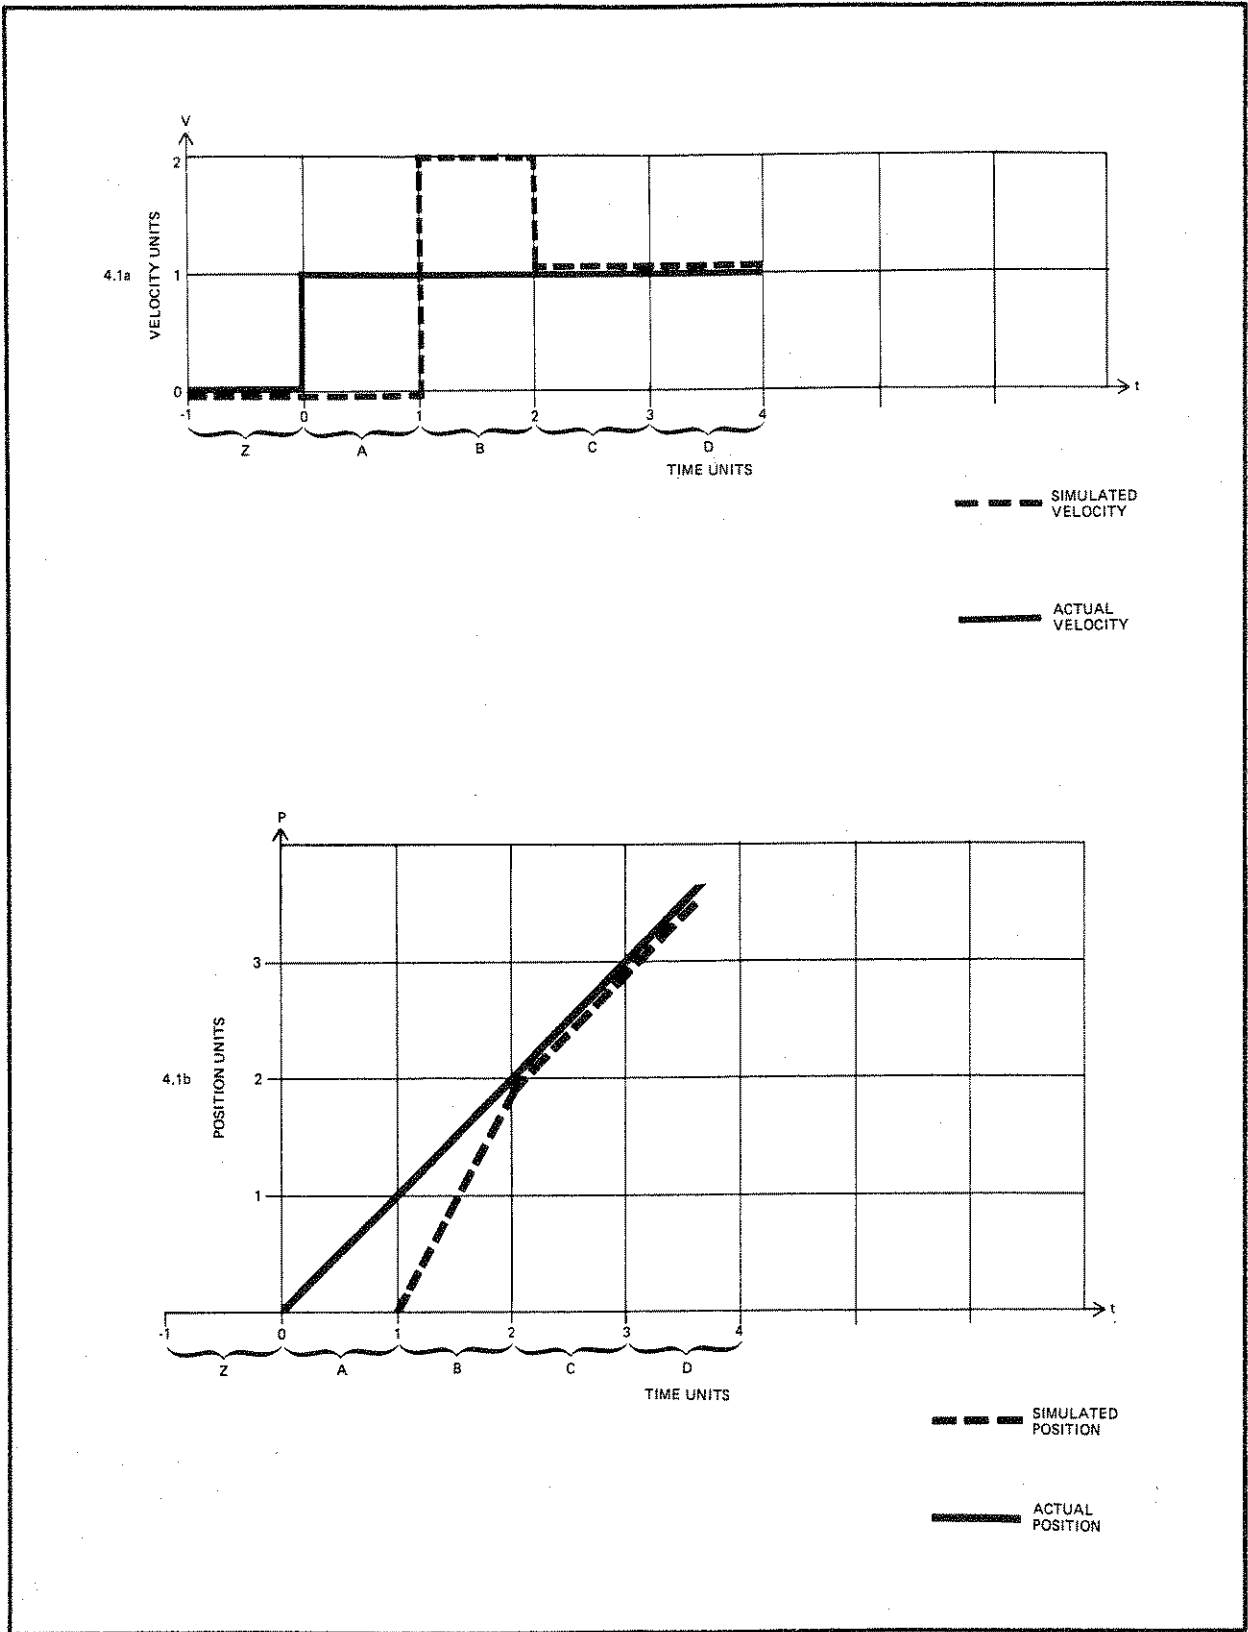 V
2
VELOCITY UNITS
4.1a
1
0
-1 0 1 2 3 4
t
Z A B C D
TIME UNITS
SIMULATED
VELOCITY
ACTUAL
VELOCITY
P
3
POSITION UNITS
4.1b
2
1
t
-1 0 1 2 3 4
Z A B C D
TIME UNITS
SIMULATED
POSITION
ACTUAL
POSITION